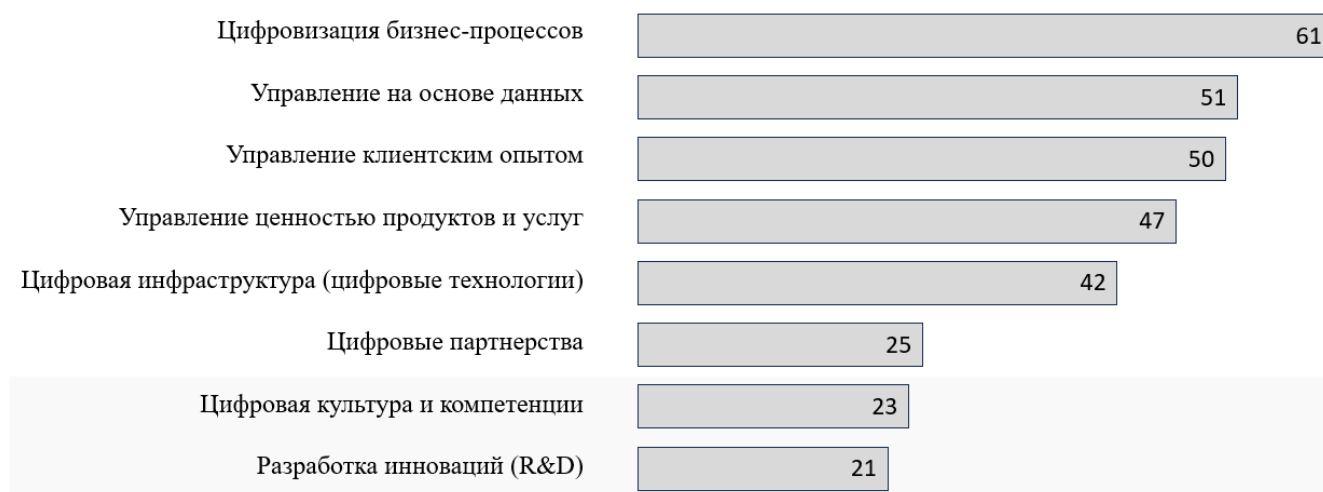 Цифровизация бизнес-процессов 61
Управление на основе данных 51
Управление клиентским опытом 50
Управление ценностью продуктов и услуг 47
Цифровая инфраструктура (цифровые технологии) 42
Цифровые партнерства 25
Цифровая культура и компетенции 23
Разработка инноваций (R&D) 21